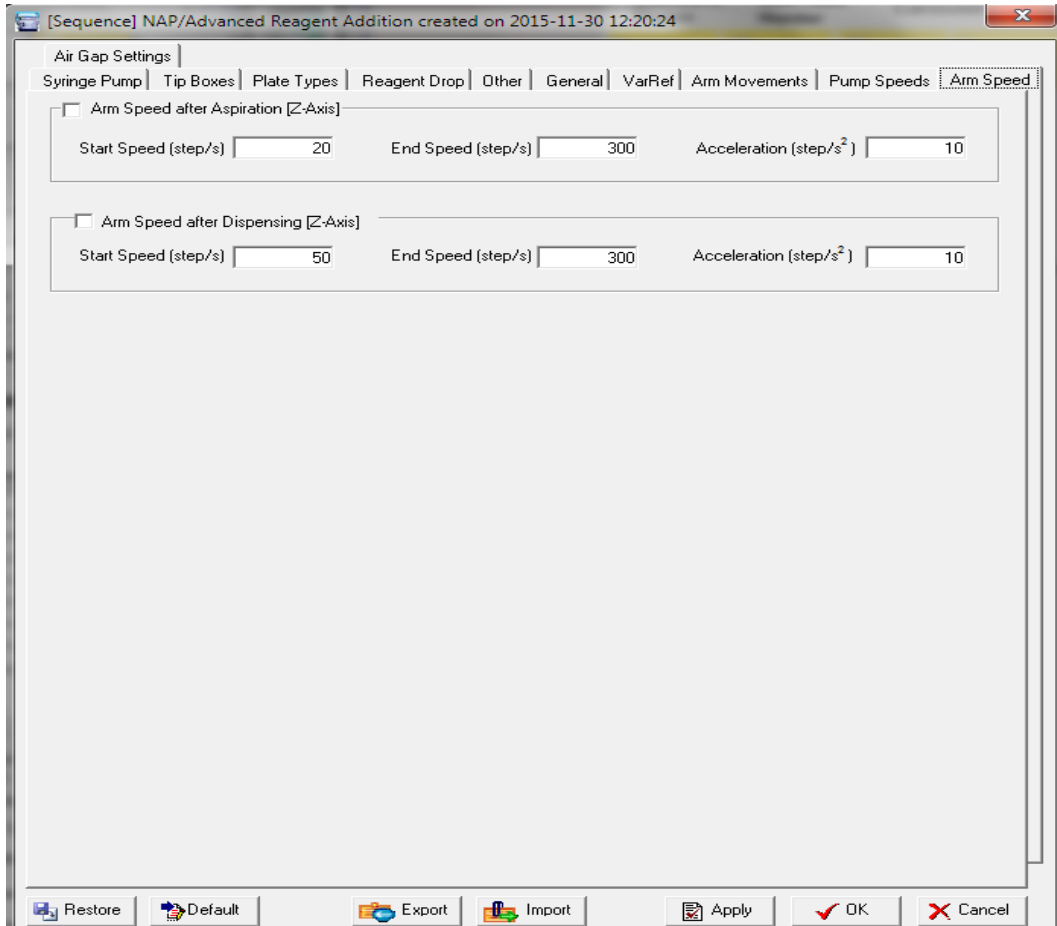 [Sequence] NAP/Advanced Reagent Addition created on 2015-11-30 12:20:24
Air Gap Settings
Syringe Pump Tip Boxes Plate Types Reagent Drop Other General VarRef Arm Movements Pump Speeds Arm Speed
Arm Speed after Aspiration [Z-Axis]
Start Speed (step/s) 20 End Speed (step/s) 300 Acceleration (step/s²) 10
Arm Speed after Dispensing [Z-Axis]
Start Speed (step/s) 50 End Speed (step/s) 300 Acceleration (step/s²) 10
Restore Default Export Import Apply OK Cancel